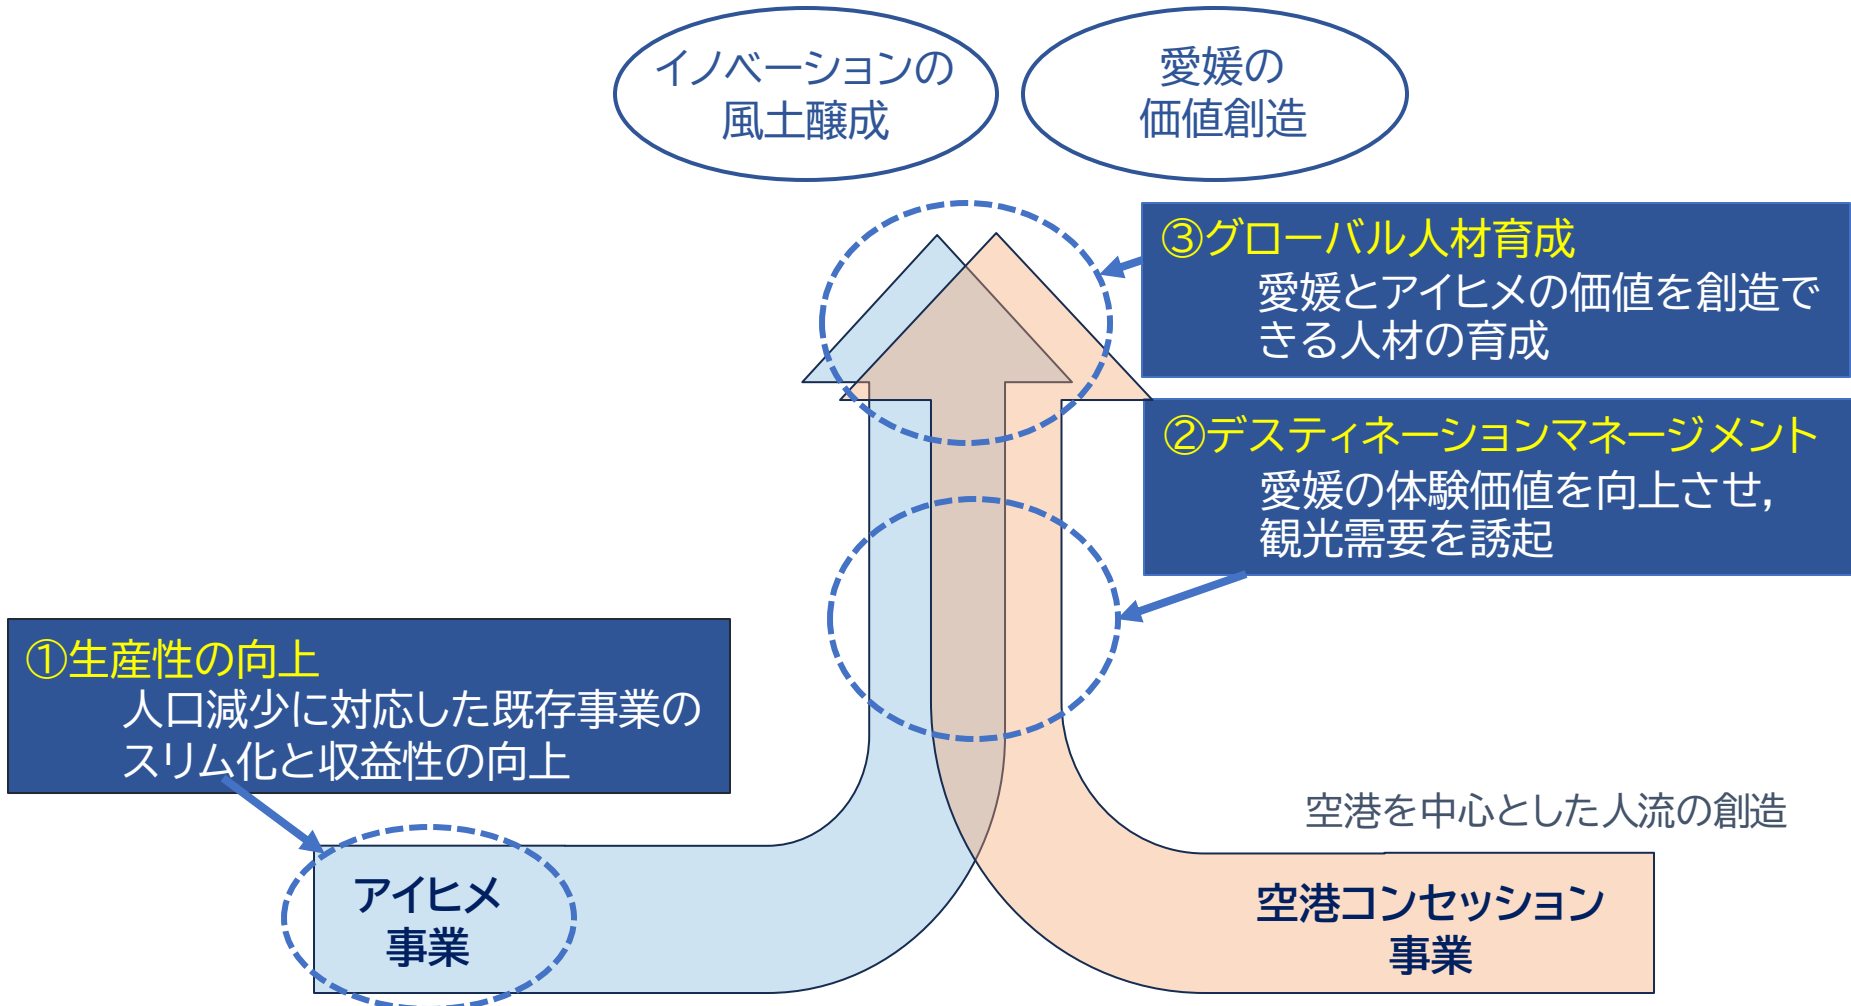 イノベーションの
風土醸成
愛媛の
価値創造
③グローバル人材育成
愛媛とアイヒメの価値を創造で
きる人材の育成
②デスティネーションマネージメント
愛媛の体験価値を向上させ,
観光需要を誘起
①生産性の向上
人口減少に対応した既存事業の
スリム化と収益性の向上
空港を中心とした人流の創造
アイヒメ
事業
空港コンセッション
事業